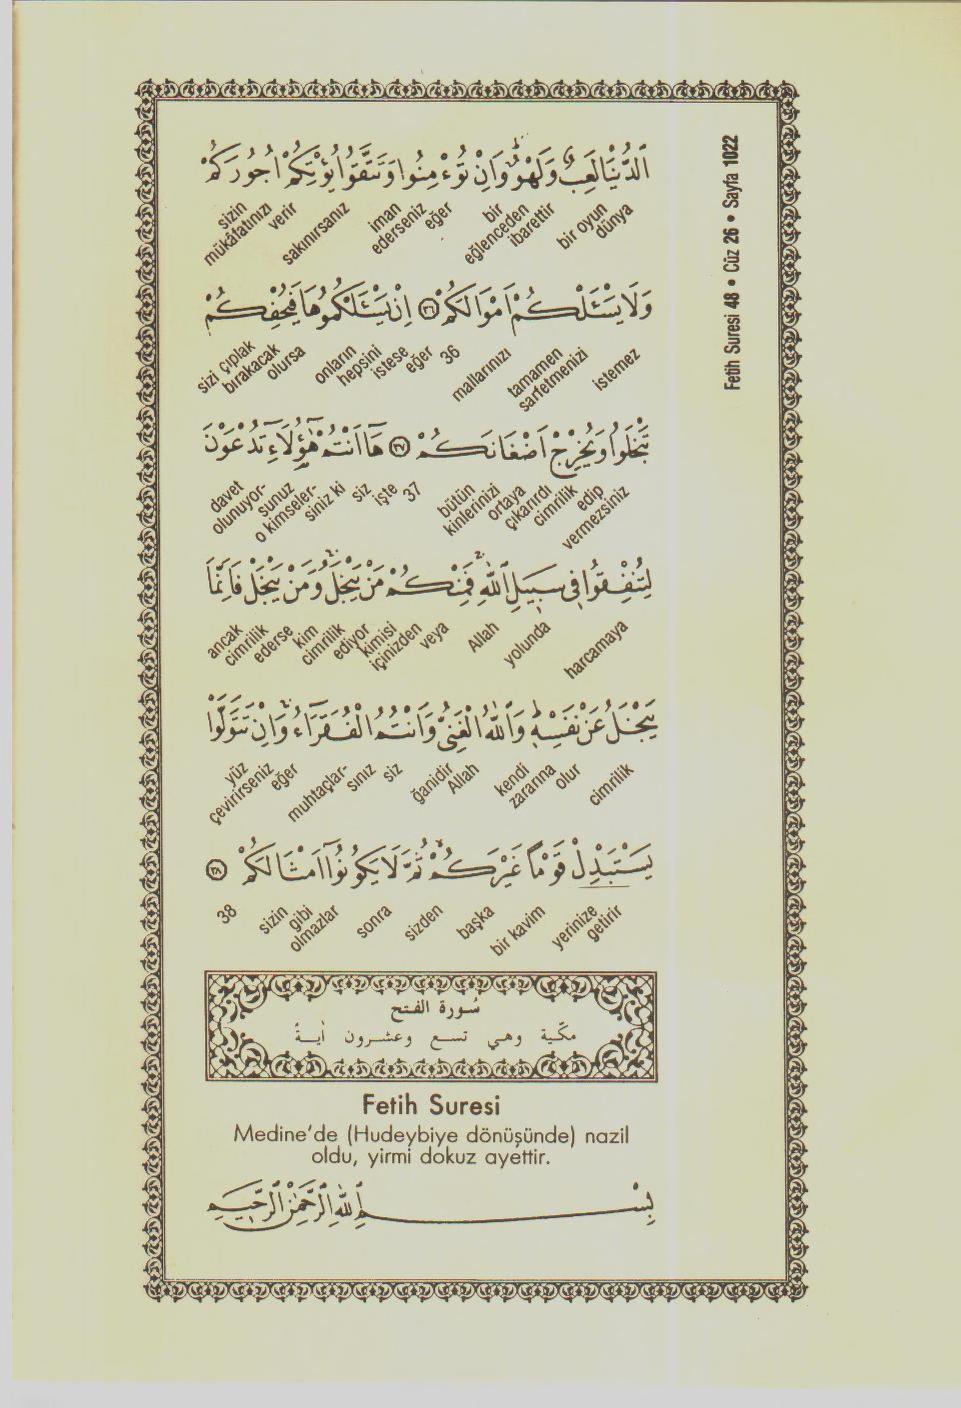 Fetih Suresi 48 • Cüz 26 • Sayfa 1022
اَلدُّنْيَا لَعِبٌ وَلَهْوٌ وَاِنْ تُؤْمِنُوا وَتَتَّقُوا يُؤْتِكُمْ اُجُورَكُمْ
dünya bir oyun bir eğlenceden ibarettir eğer iman ederseniz sakınırsanız verir sizin mükâfatınızı
وَلَا يَسْـَٔلْكُمْ اَمْوَالَكُمْ ﴿٣٦﴾ اِنْ يَسْـَٔلْكُمُوهَا فَيُحْفِكُمْ
istemez tamamen sarfetmenizi mallarınızı 36 eğer istese onların hepsini olursa sizi çıplak bırakacak
تَبْخَلُوا وَيُخْرِجْ اَضْغَانَكُمْ ﴿٣٧﴾ هَٓا اَنْتُمْ هٰٓؤُ۬لَٓاءِ تُدْعَوْنَ
cimrilik edip vermezsiniz ortaya çıkarırdı bütün kinlerinizi 37 işte siz o kimseler- siniz ki davet olunuyor- sunuz
لِتُنْفِقُوا فِي سَبِيلِ اللّٰهِ فَمِنْكُمْ مَنْ يَبْخَلُ وَمَنْ يَبْخَلْ فَاِنَّمَا
harcamaya yolunda Allah veya içinizden kimisi cimrilik ediyor kim cimrilik ederse ancak
يَبْخَلُ عَنْ نَفْسِهِ وَاللّٰهُ الْغَنِيُّ وَاَنْتُمُ الْفُقَرَاءُ وَاِنْ تَتَوَلَّوْا
cimrilik olur kendi zararına Allah ğanidir siz muhtaçlar- sınız eğer yüz çevirirseniz
يَسْتَبْدِلْ قَوْمًا غَيْرَكُمْ ثُمَّ لَا يَكُونُوا اَمْثَالَكُمْ ﴿٣٨﴾
yerinize getirir bir kavim başka sizden sonra olmazlar sizin gibi 38
سُورة الفتح
مكّية وهي تسع وعشرون اٰيةً
Fetih Suresi
Medine'de (Hudeybiye dönüşünde) nazil
oldu, yirmi dokuz ayettir.
بِسْمِ اللّٰهِ الرَّحْمٰنِ الرَّحِيمِ